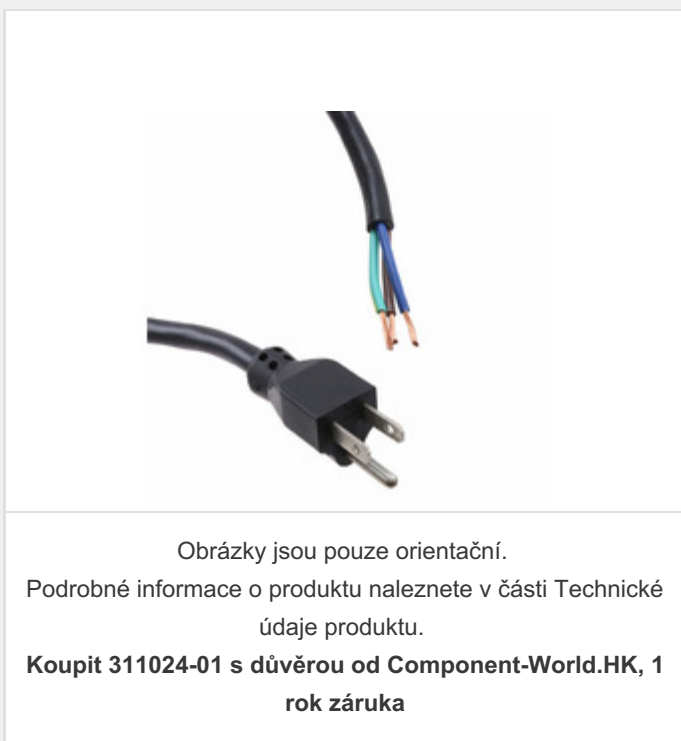 Obrázky jsou pouze orientační.
Podrobné informace o produktu naleznete v části Technické
údaje produktu.
Koupit 311024-01 s důvěrou od Component-World.HK, 1
rok záruka